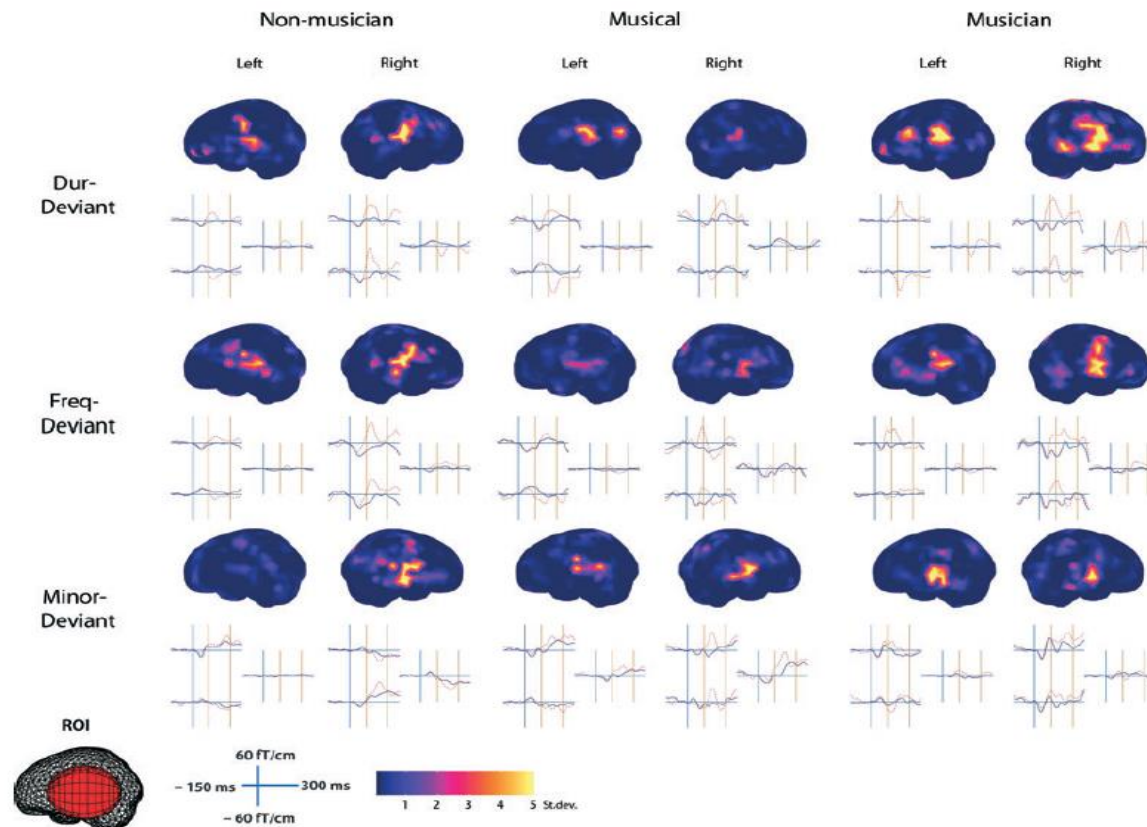 Non-musician Musical Musician
Left Right Left Right Left Right
Dur-
Deviant
Freq-
Deviant
Minor-
Deviant
ROI
60 fT/cm
– 150 ms 300 ms
– 60 fT/cm
1 2 3 4 5 St.dev.